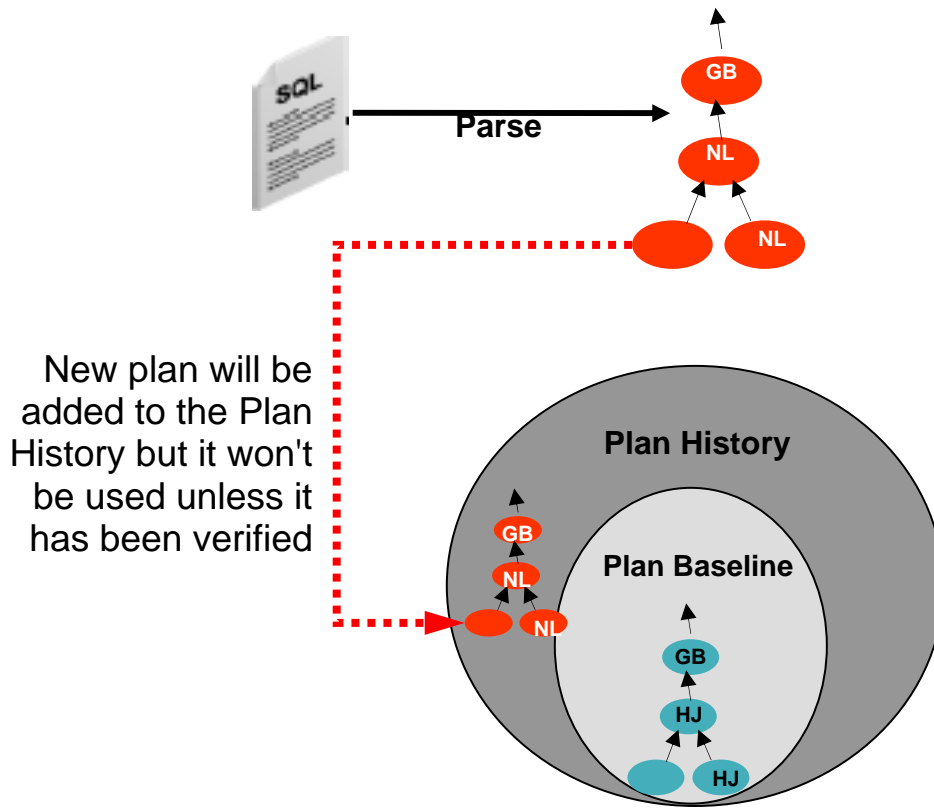 SQL
GB
Parse
NL
NL
New plan will be
added to the Plan
History but it won't
be used unless it
has been verified
Plan History
GB
NL
NL
Plan Baseline
GB
HJ
HJ